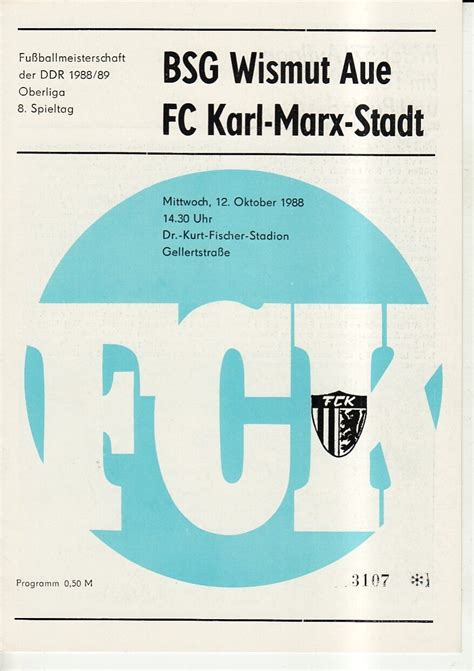 Fußballmeisterschaft
der DDR 1988/89
Oberliga
8. Spieltag
BSG Wismut Aue
FC Karl-Marx-Stadt
Mittwoch, 12. Oktober 1988
14.30 Uhr
Dr.-Kurt-Fischer-Stadion
Gellertstraße
FCK
FCK
Programm 0,50 M
3107 *